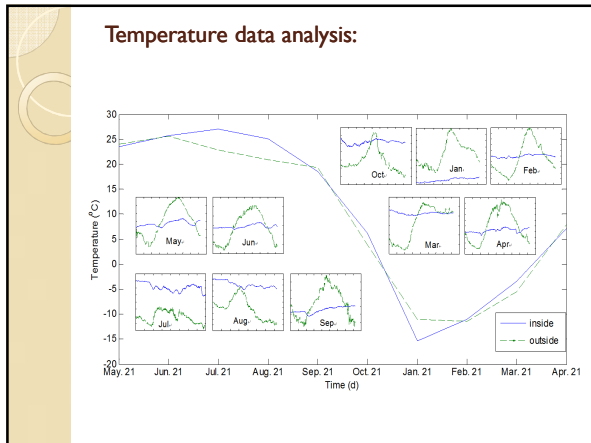 Temperature data analysis:
30
25
20
15
10
5
0
-5
-10
-15
-20
Temperature (⁰C)
Oct
Jan
Feb
May
Jun
Mar
Apr
Jul
Aug
Sep
inside
outside
May. 21 Jun. 21 Jul. 21 Aug. 21 Sep. 21 Oct. 21 Jan. 21 Feb. 21 Mar. 21 Apr. 21
Time (d)